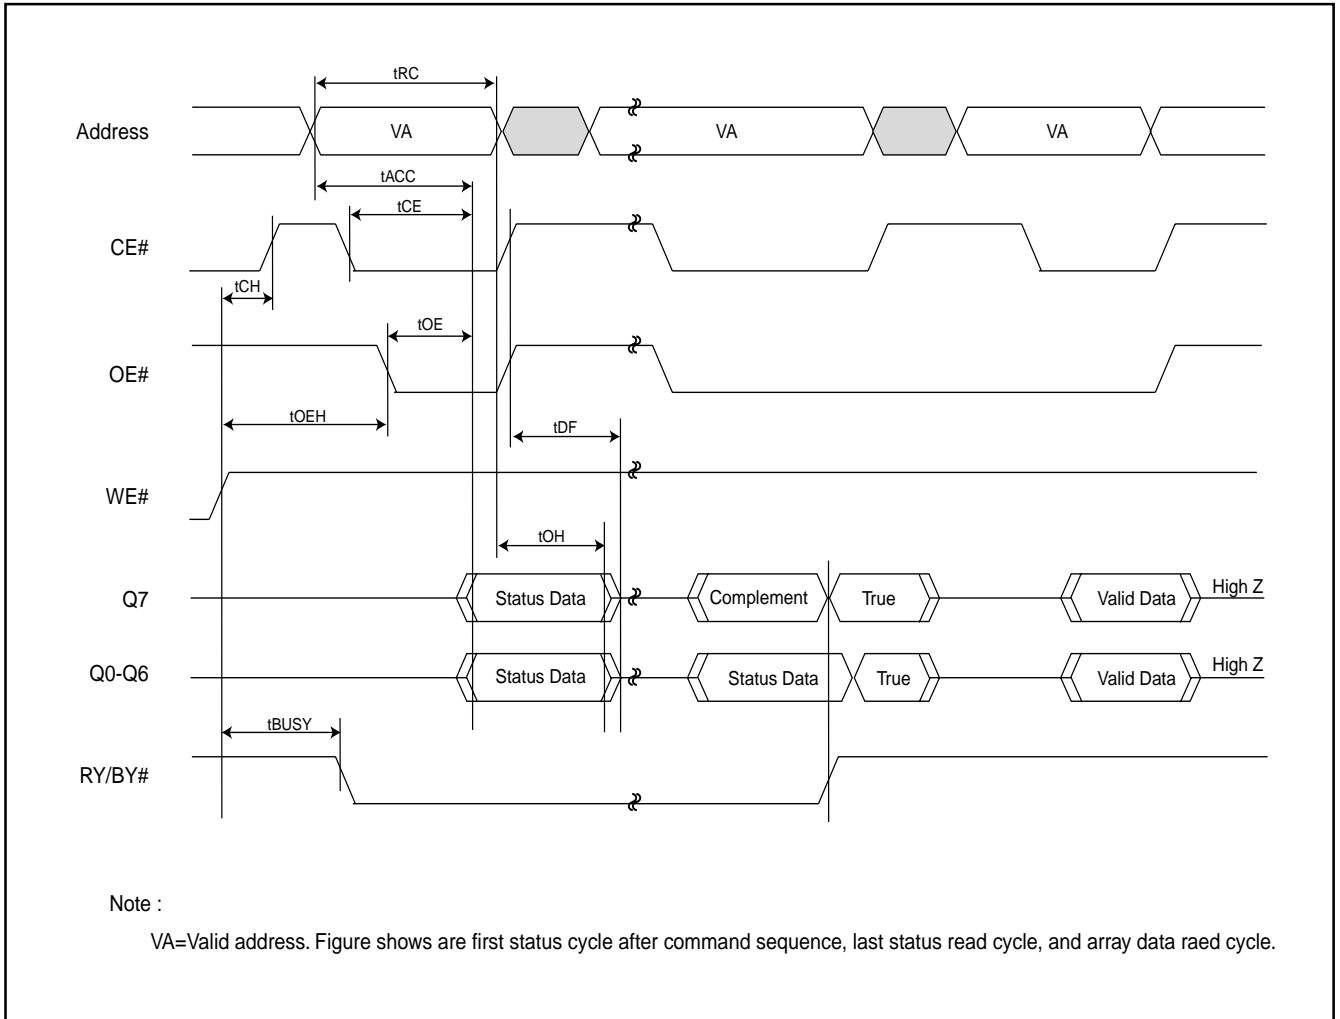 tRC
Address VA VA VA
tACC
tCE
CE#
tCH
tOE
OE#
tOEH
tDF
WE#
tOH
Q7 Status Data Complement True Valid Data High Z
Q0-Q6 Status Data Status Data True Valid Data High Z
tBUSY
RY/BY#
Note :
VA=Valid address. Figure shows are first status cycle after command sequence, last status read cycle, and array data raed cycle.